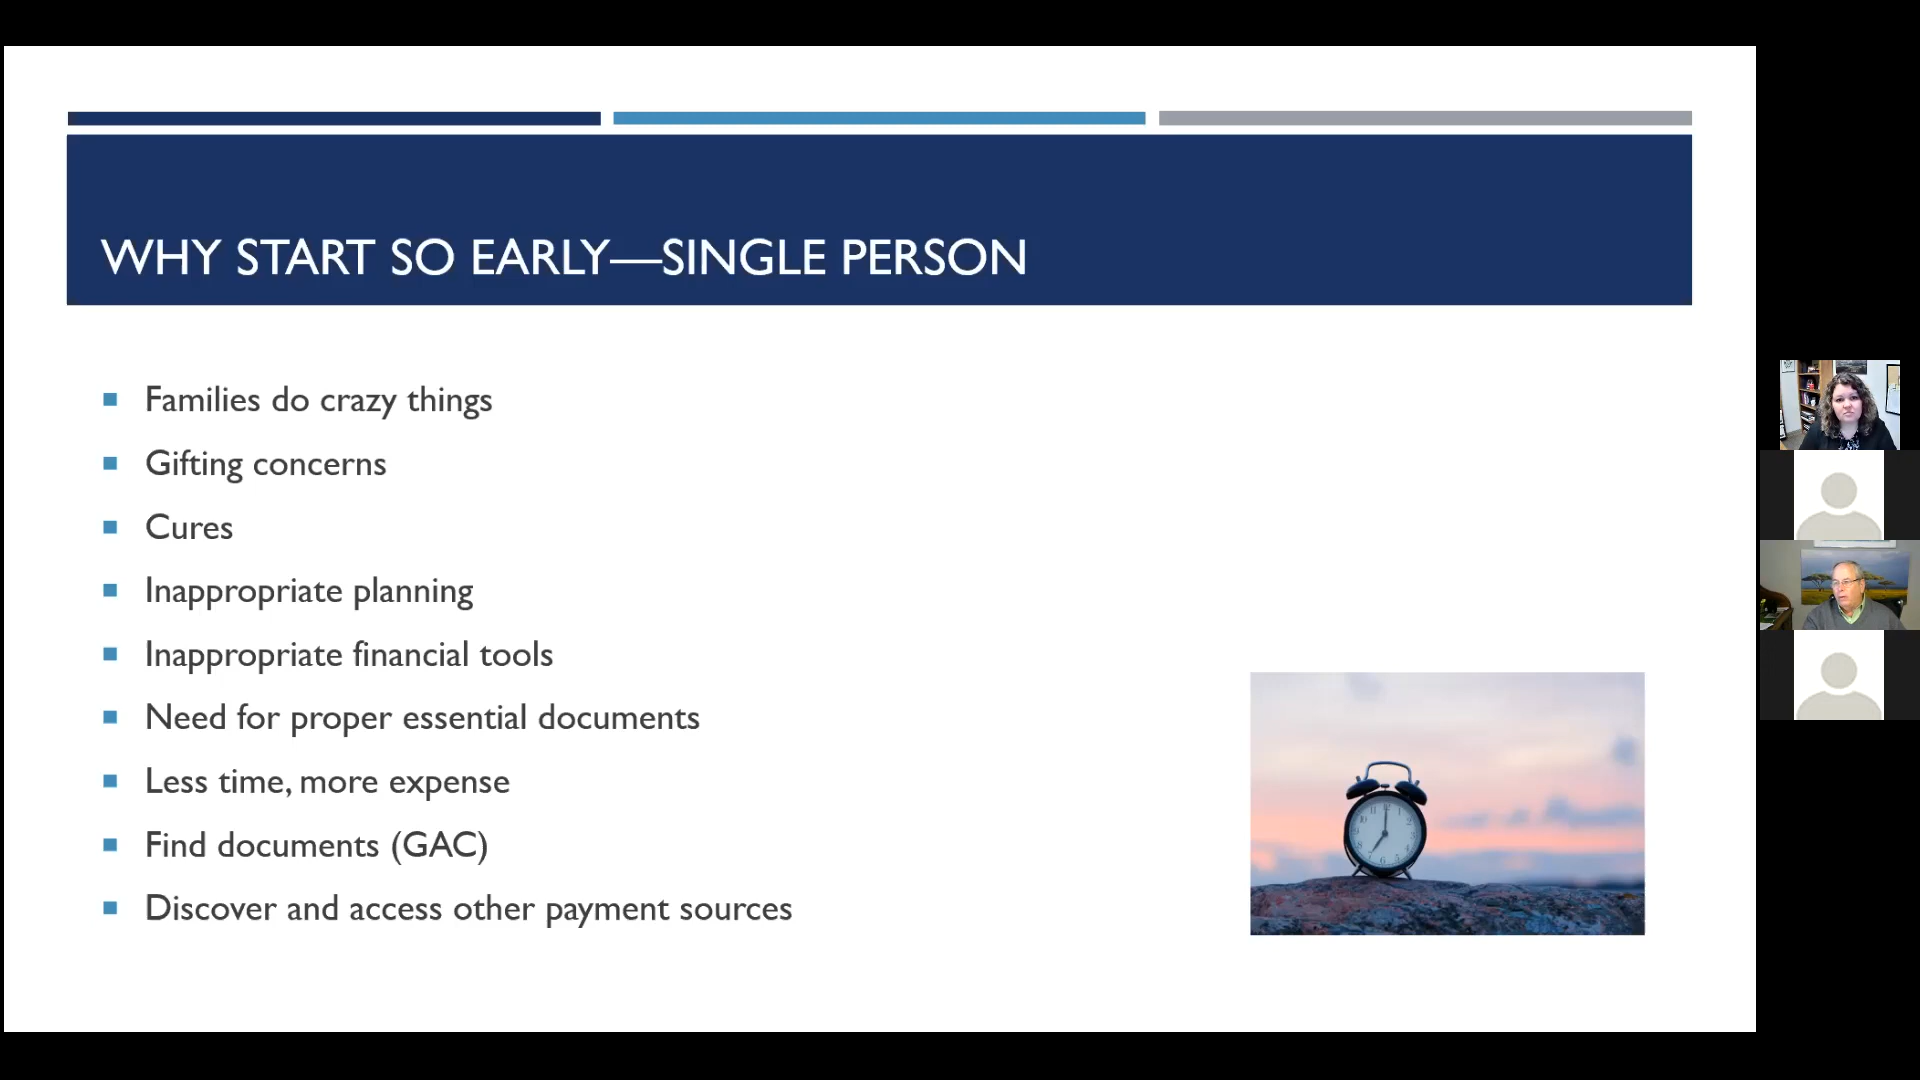 WHY START SO EARLY—SINGLE PERSON
Families do crazy things
Gifting concerns
Cures
Inappropriate planning
Inappropriate financial tools
Need for proper essential documents
Less time, more expense
Find documents (GAC)
Discover and access other payment sources